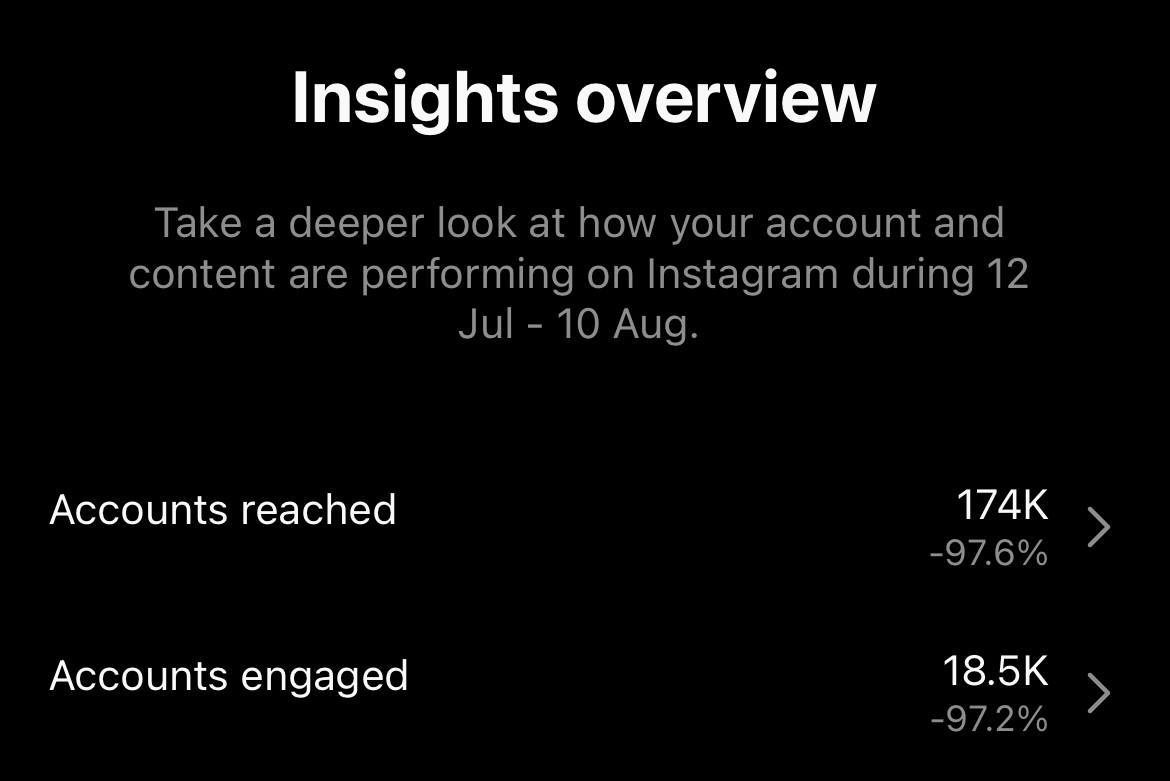 Insights overview
Take a deeper look at how your account and
content are performing on Instagram during 12
Jul - 10 Aug.
Accounts reached
174K
-97.6%
Accounts engaged
18.5K
-97.2%